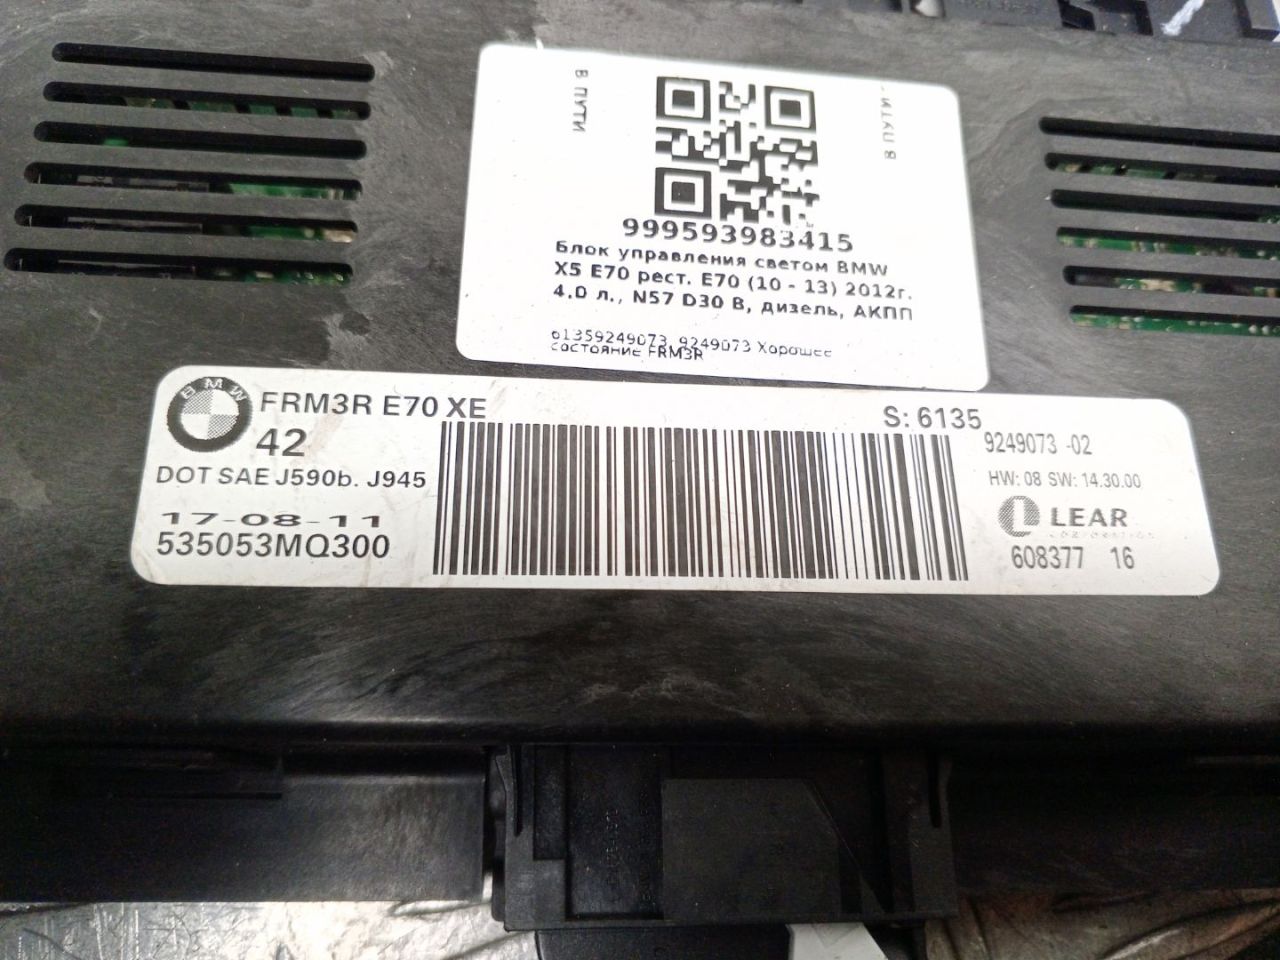 В ПУТИ
В ПУТИ
999593983415
Блок управления светом BMW
X5 E70 рест. E70 (10 - 13) 2012г.
4.0 л., N57 D30 B, дизель, АКПП
61359249073, 9249073 Хорошее
состояние FRM3R
BMW
FRM3R E70 XE
42
DOT SAE J590b. J945
17-08-11
535053MQ300
S: 6135
9249073 -02
HW: 08 SW: 14.30.00
LEAR
CORPORATION
608377 16